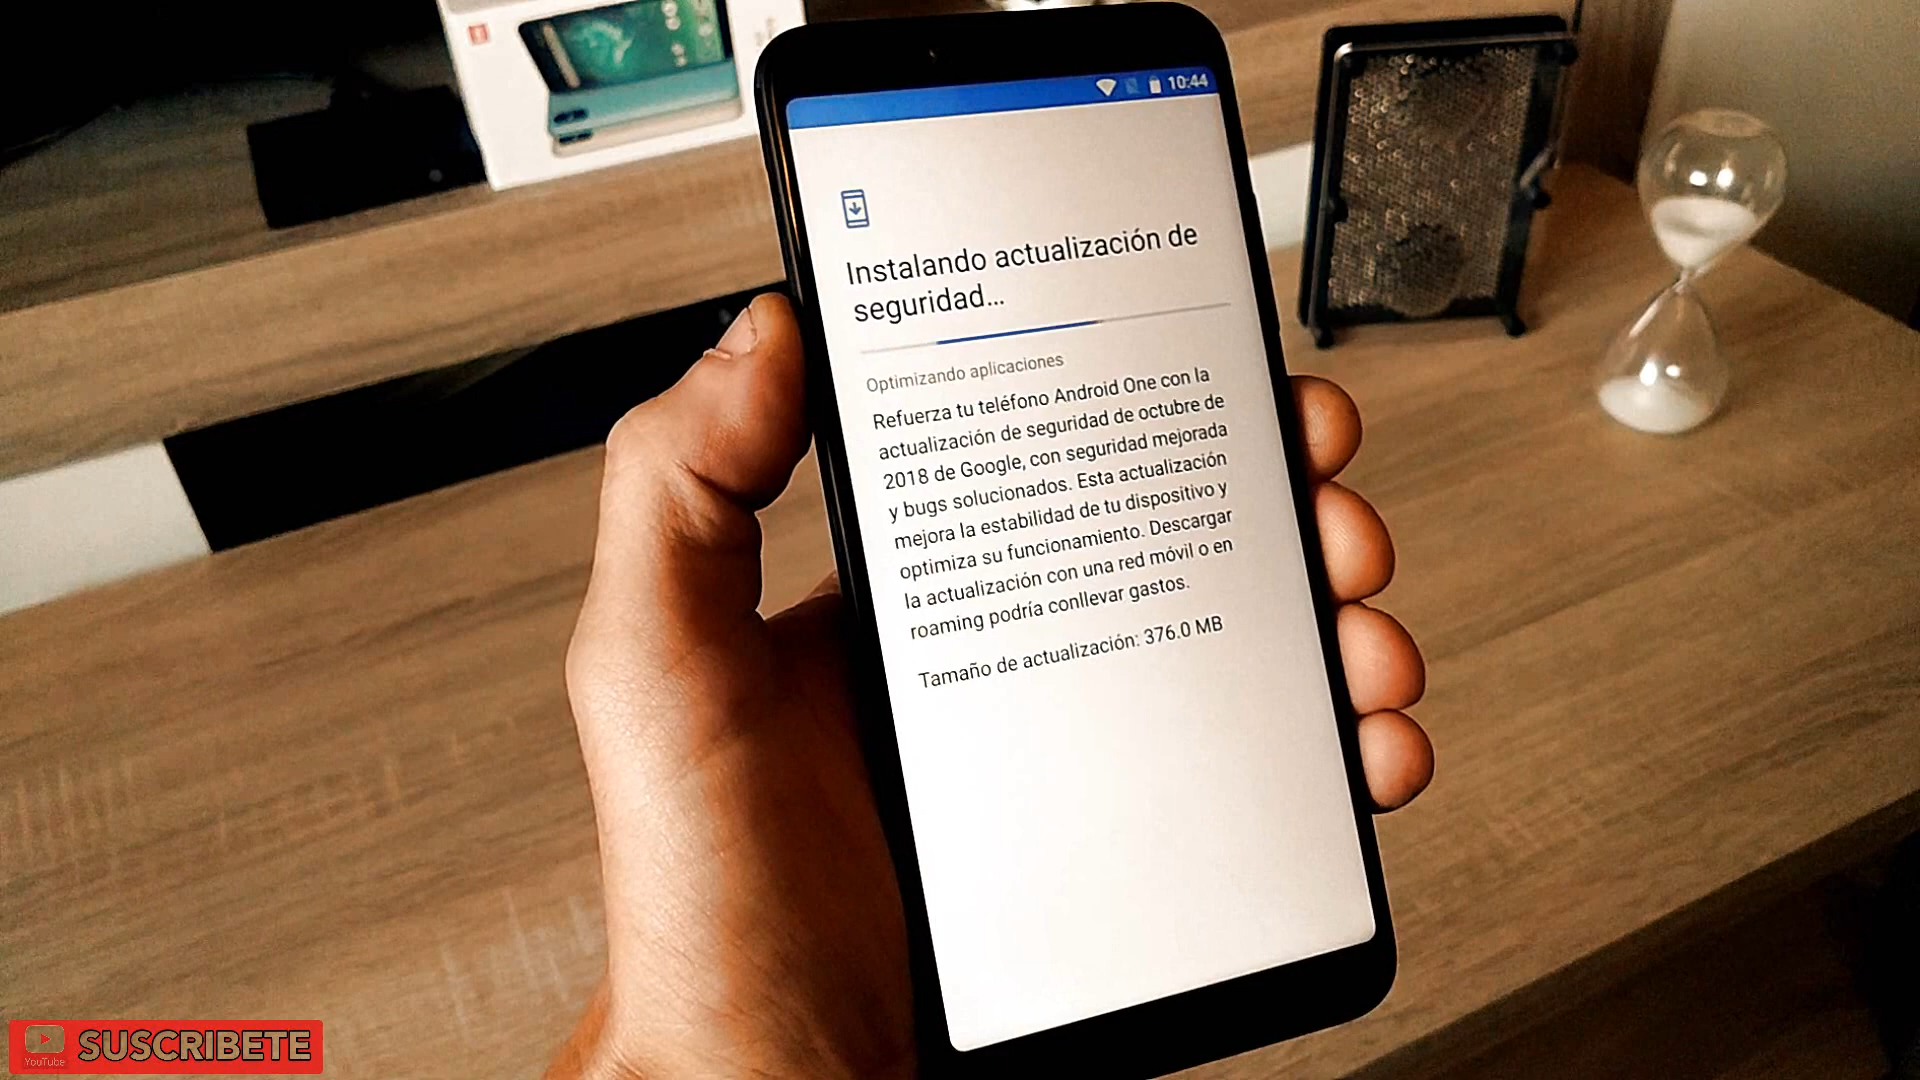 10:44
Instalando actualización de
seguridad...
Optimizando aplicaciones
Refuerza tu teléfono Android One con la
actualización de seguridad de octubre de
2018 de Google, con seguridad mejorada
y bugs solucionados. Esta actualización
mejora la estabilidad de tu dispositivo y
optimiza su funcionamiento. Descargar
la actualización con una red móvil o en
roaming podría conllevar gastos.
Tamaño de actualización: 376.0 MB
YouTube
SUSCRIBETE